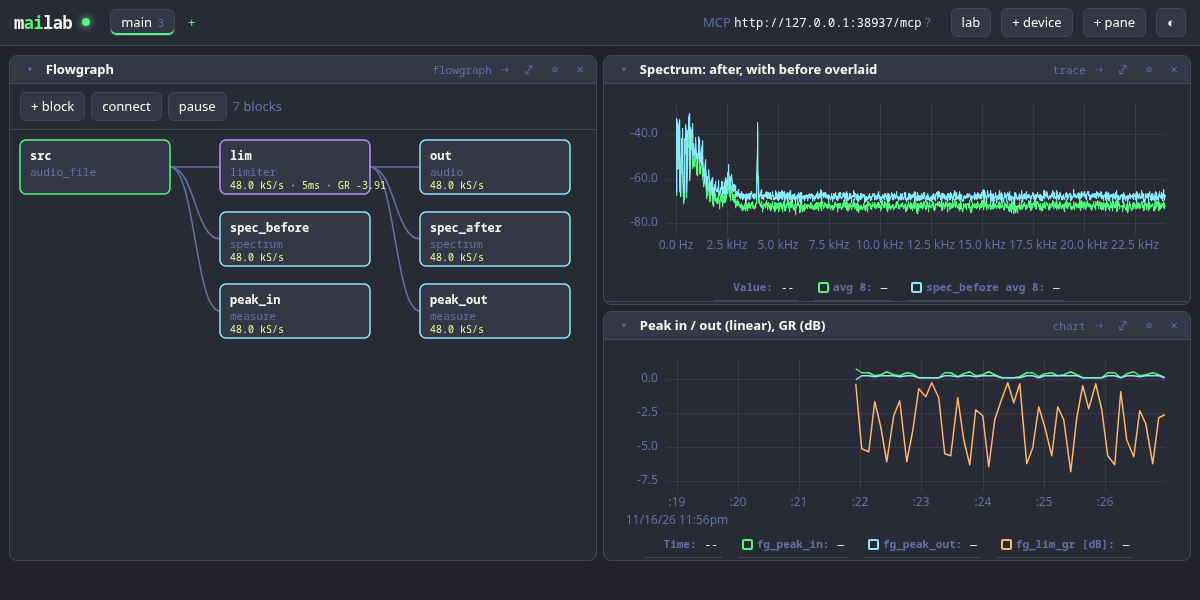 mailab
main 3
+
MCP http://127.0.0.1:38937/mcp ?
lab
+ device
+ pane
Flowgraph
flowgraph
+ block
connect
pause
7 blocks
src
audio_file
lim
limiter
48.0 kS/s · 5ms · GR -3.91
out
audio
48.0 kS/s
spec_before
spectrum
48.0 kS/s
spec_after
spectrum
48.0 kS/s
peak_in
measure
48.0 kS/s
peak_out
measure
48.0 kS/s
Spectrum: after, with before overlaid
trace
-40.0
-60.0
-80.0
0.0 Hz 2.5 kHz 5.0 kHz 7.5 kHz 10.0 kHz 12.5 kHz 15.0 kHz 17.5 kHz 20.0 kHz 22.5 kHz
Value: -- avg 8: — spec_before avg 8: —
Peak in / out (linear), GR (dB)
chart
0.0
-2.5
-5.0
-7.5
:19 :20 :21 :22 :23 :24 :25 :26
11/16/26 11:56pm
Time: -- fg_peak_in: — fg_peak_out: — fg_lim_gr [dB]: —